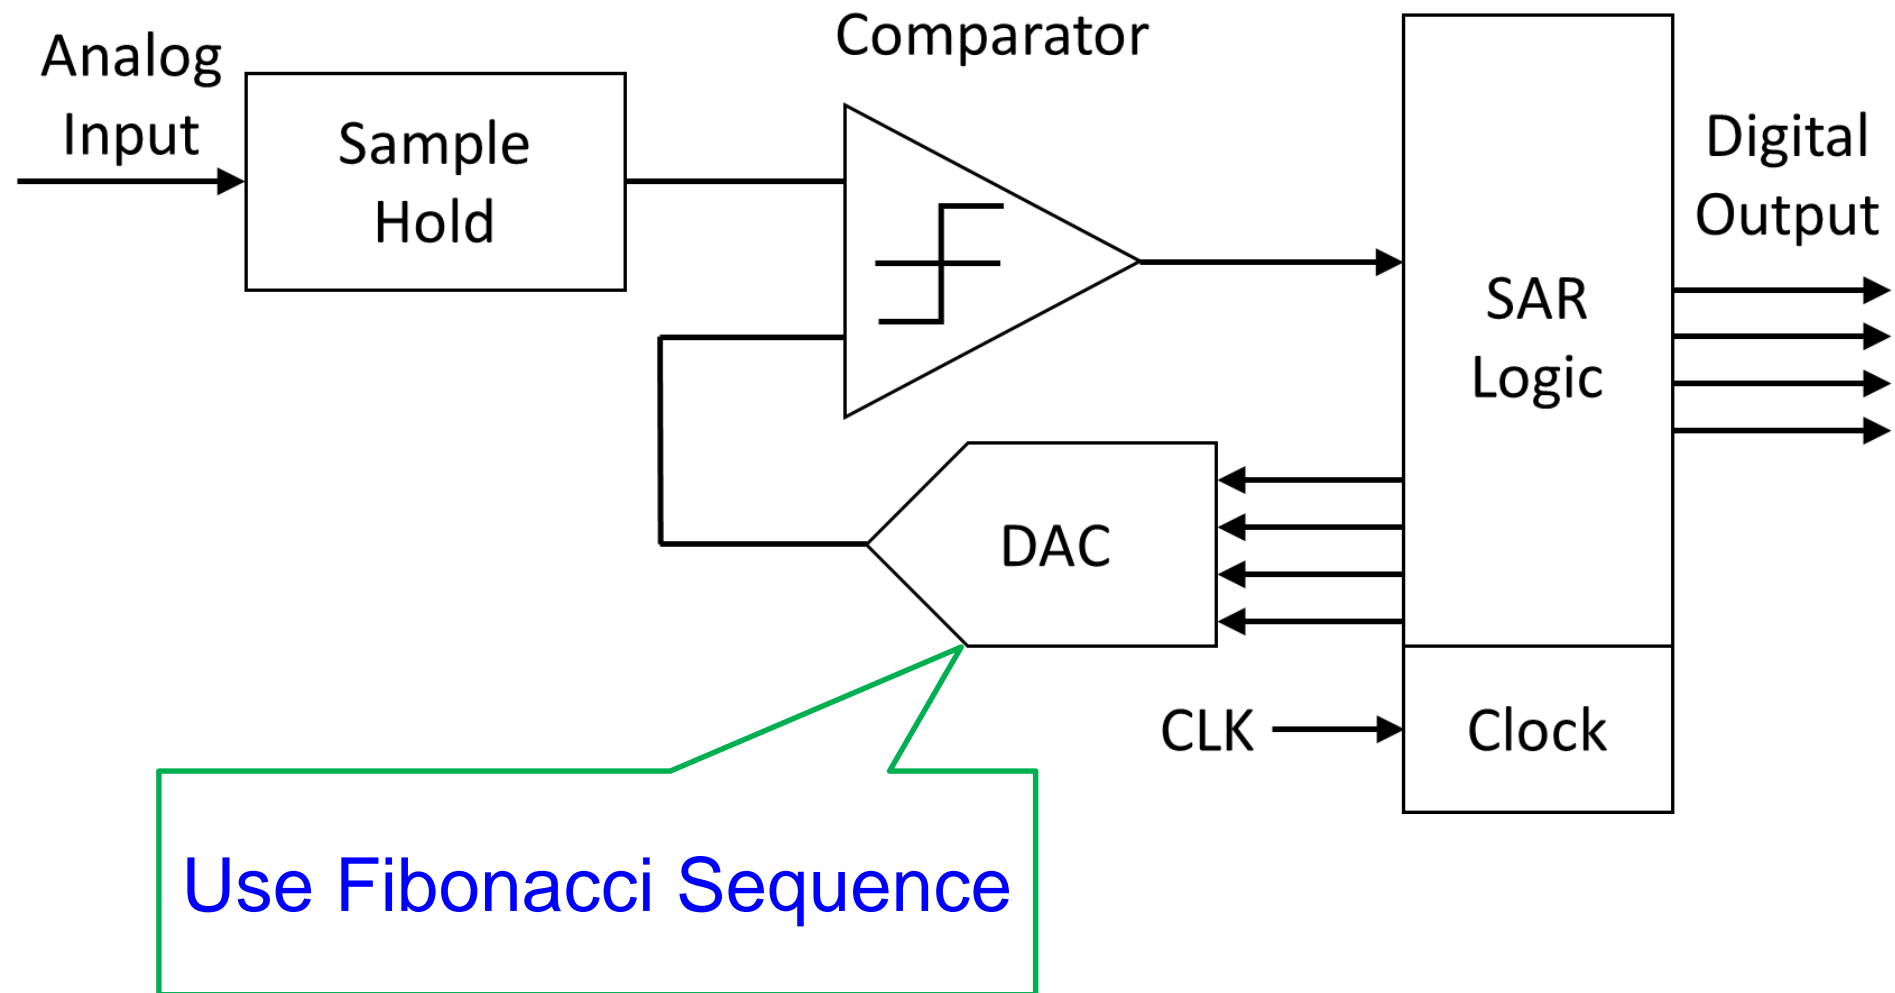 Analog
Input
Sample
Hold
Comparator
SAR
Logic
Digital
Output
DAC
CLK
Clock
Use Fibonacci Sequence